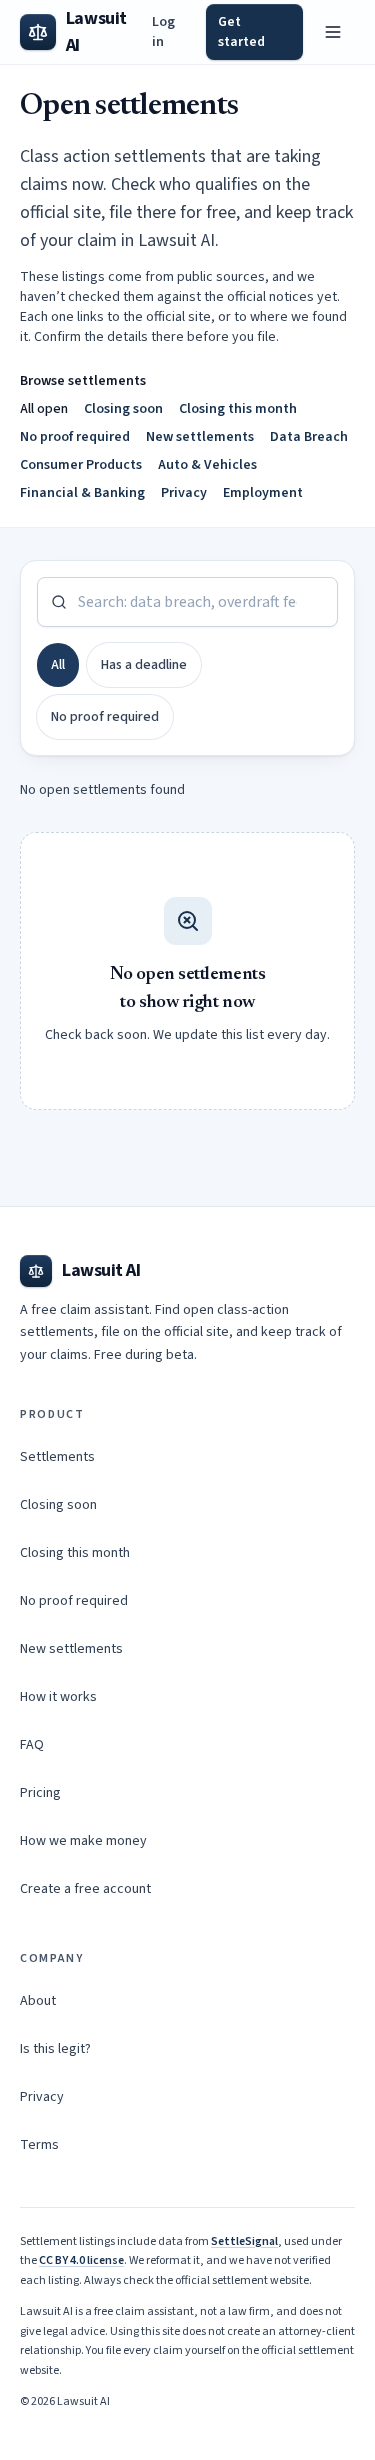 Lawsuit
AI
Log
in
Get
started
Open settlements
Class action settlements that are taking
claims now. Check who qualifies on the
official site, file there for free, and keep track
of your claim in Lawsuit AI.
These listings come from public sources, and we
haven’t checked them against the official notices yet.
Each one links to the official site, or to where we found
it. Confirm the details there before you file.
Browse settlements
All open Closing soon Closing this month
No proof required New settlements Data Breach
Consumer Products Auto & Vehicles
Financial & Banking Privacy Employment
Search: data breach, overdraft fe
All Has a deadline
No proof required
No open settlements found
No open settlements
to show right now
Check back soon. We update this list every day.
Lawsuit AI
A free claim assistant. Find open class-action
settlements, file on the official site, and keep track of
your claims. Free during beta.
PRODUCT
Settlements
Closing soon
Closing this month
No proof required
New settlements
How it works
FAQ
Pricing
How we make money
Create a free account
COMPANY
About
Is this legit?
Privacy
Terms
Settlement listings include data from SettleSignal, used under
the CC BY 4.0 license. We reformat it, and we have not verified
each listing. Always check the official settlement website.
Lawsuit AI is a free claim assistant, not a law firm, and does not
give legal advice. Using this site does not create an attorney-client
relationship. You file every claim yourself on the official settlement
website.
© 2026 Lawsuit AI